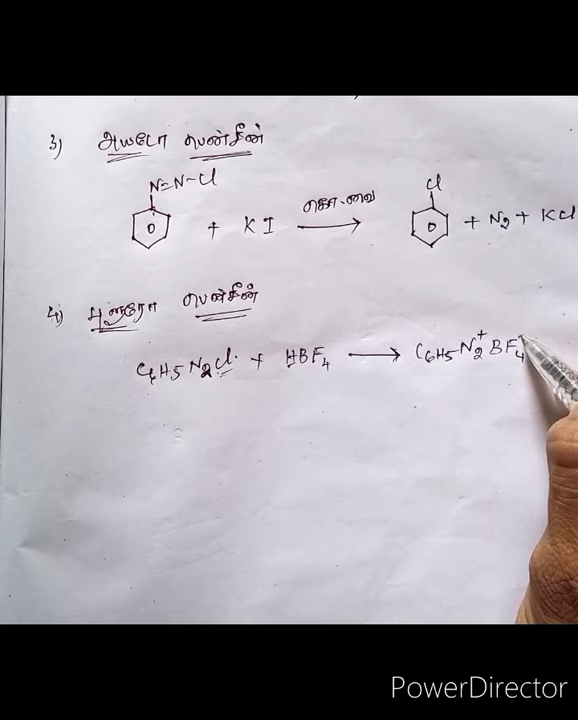 3) அயடோ பென்சீன்
N=N-Cl Cl
+ KI கொ.வை → + N2 + KCl
4) புளுரோ பென்சீன்
C6H5N2Cl + HBF4 → C6H5N2+ BF4-
PowerDirector